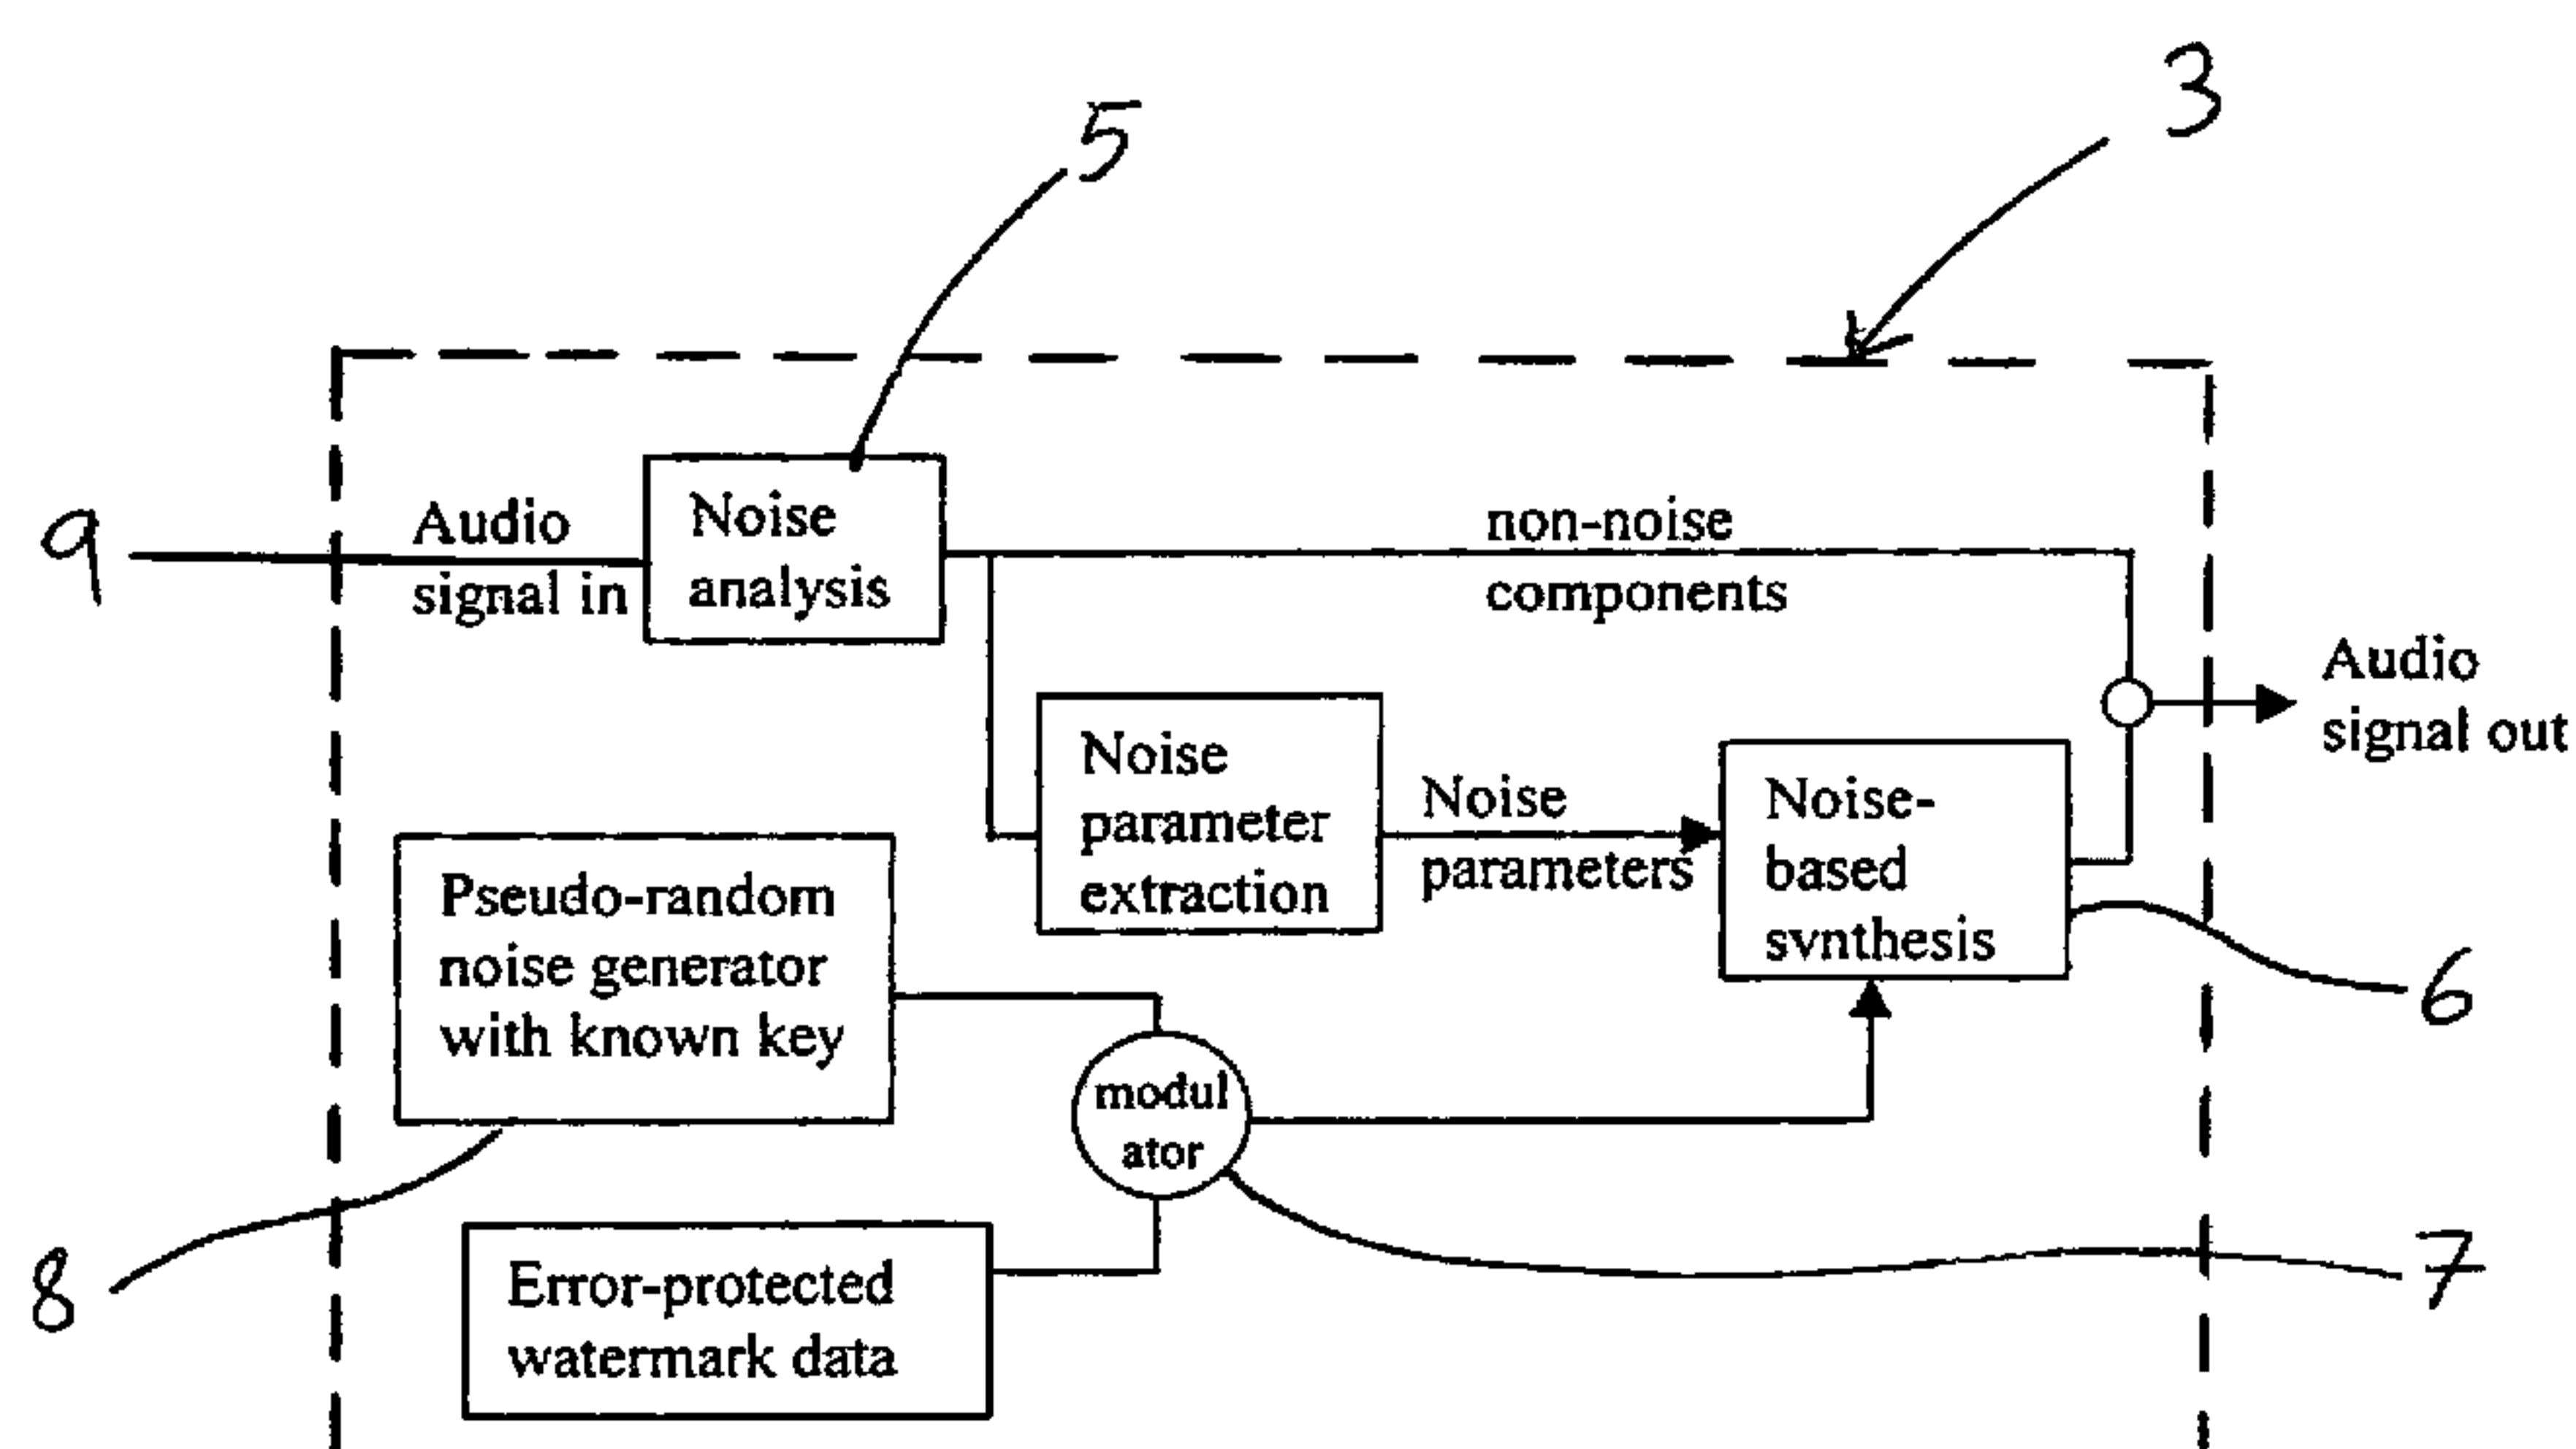 3
5
9
Audio
signal in
Noise
analysis
non-noise
components
Audio
signal out
Noise
parameter
extraction
Noise
parameters
Noise-
based
svnthesis
Pseudo-random
noise generator
with known key
6
modul
ator
8
7
Error-protected
watermark data